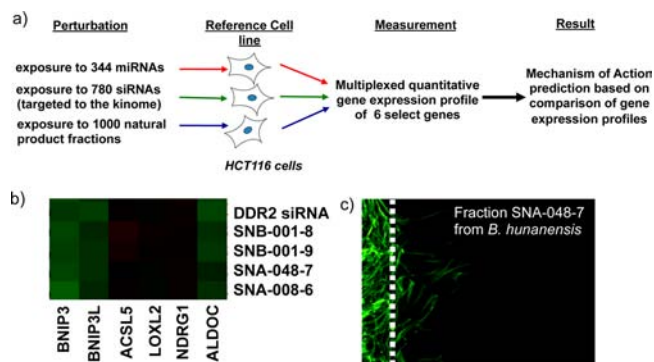 a)
Perturbation
Reference Cell line
Measurement
Result
exposure to 344 miRNAs
exposure to 780 siRNAs
(targeted to the kinome)
exposure to 1000 natural
product fractions
HCT116 cells
Multiplexed quantitative
gene expression profile
of 6 select genes
Mechanism of Action
prediction based on
comparison of gene
expression profiles
b)
DDR2 siRNA
SNB-001-8
SNB-001-9
SNA-048-7
SNA-008-6
BNIP3
BNIP3L
ACSL5
LOXL2
NDRG1
ALDOC
c)
Fraction SNA-048-7
from B. hunanensis